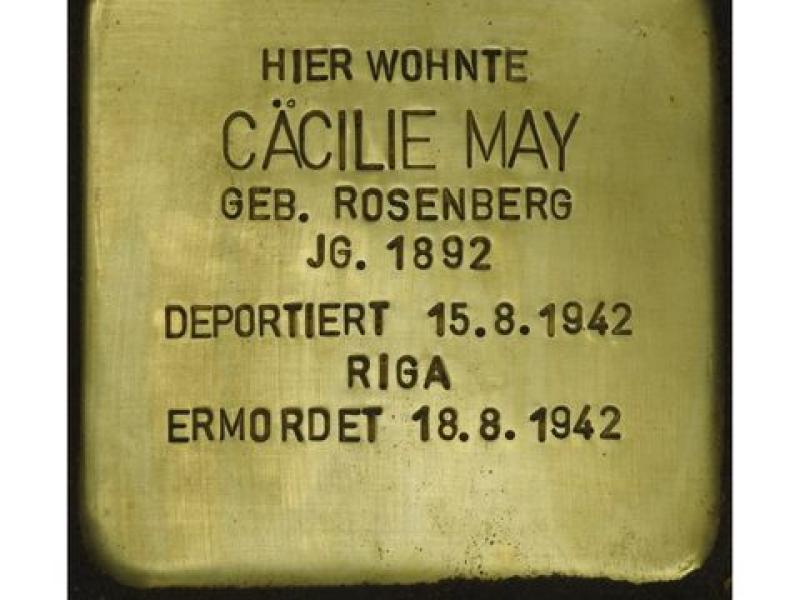 HIER WOHNTE
CÄCILIE MAY
GEB. ROSENBERG
JG. 1892
DEPORTIERT 15.8.1942
RIGA
ERMORDET 18.8.1942